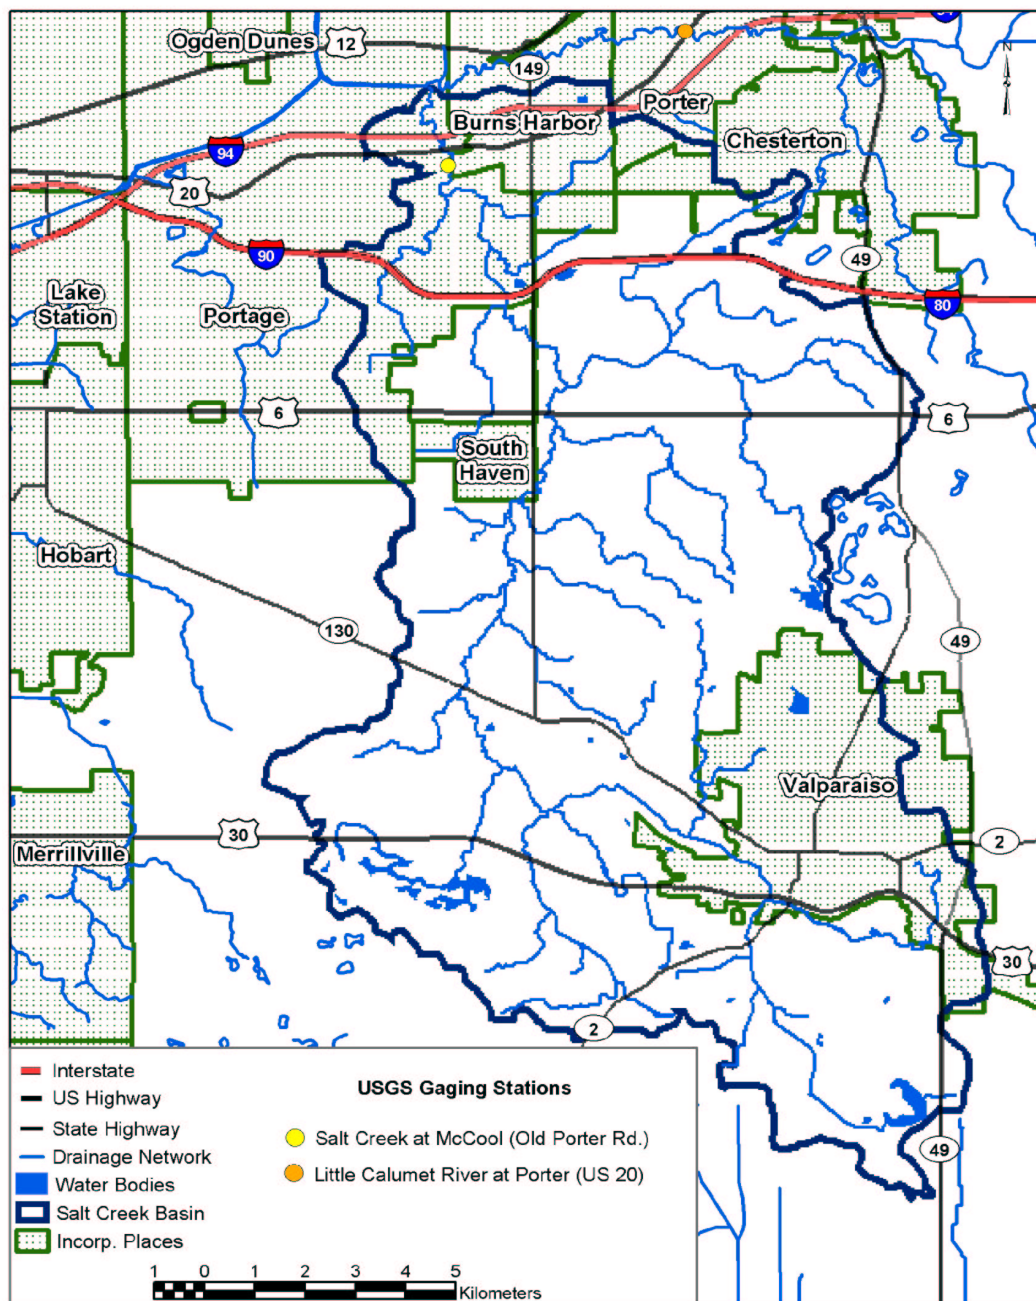 Ogden Dunes
12
149
N
Porter
Burns Harbor
Chesterton
94
20
90
49
Lake
Station
Portage
80
6
6
South
Haven
Hobart
130
49
Valparaiso
30
2
Merrillville
30
2
49
Interstate
US Highway
State Highway
Drainage Network
Water Bodies
Salt Creek Basin
Incorp. Places
USGS Gaging Stations
Salt Creek at McCool (Old Porter Rd.)
Little Calumet River at Porter (US 20)
1 0 1 2 3 4 5
Kilometers